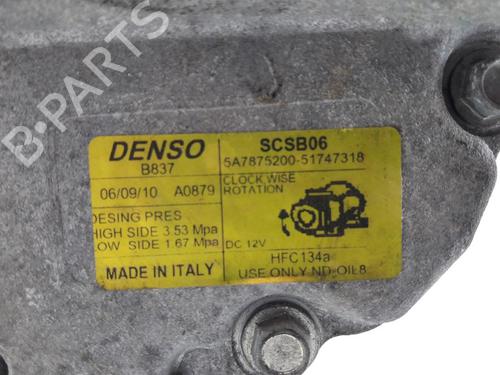 DENSO
B837
06/09/10 A0879
DESING PRES
HIGH SIDE 3.53 Mpa
LOW SIDE 1.67 Mpa
MADE IN ITALY
SCSB06
5A7875200-51747318
CLOCK WISE
ROTATION
DC 12V
HFC134a
USE ONLY ND-OIL8
B-PARTS